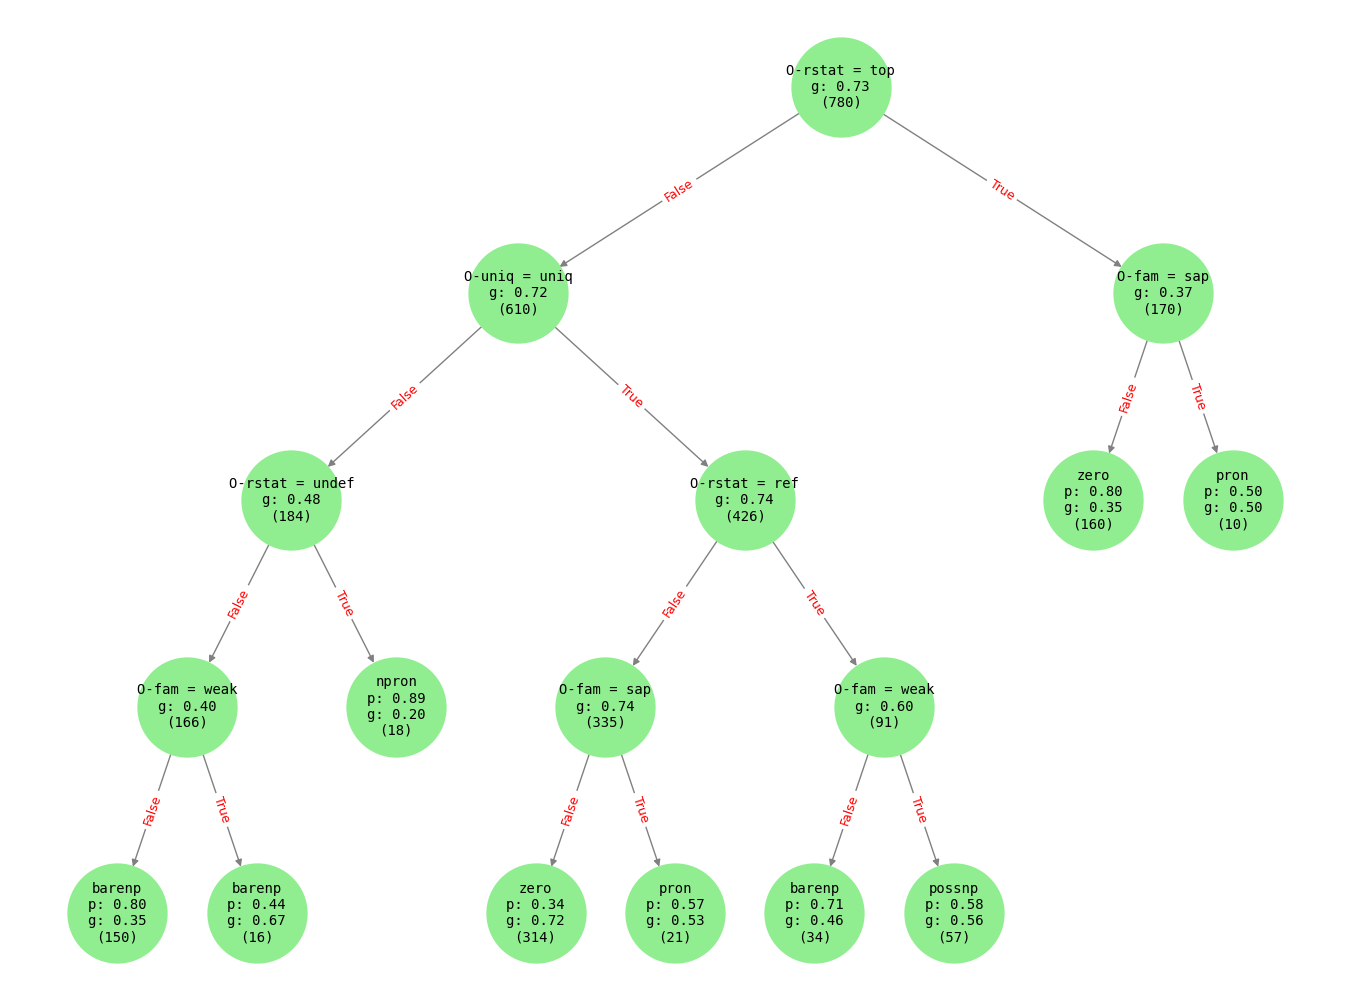 O-rstat = top
g: 0.73
(780)
False
True
O-uniq = uniq
g: 0.72
(610)
O-fam = sap
g: 0.37
(170)
False
True
False
True
O-rstat = undef
g: 0.48
(184)
O-rstat = ref
g: 0.74
(426)
zero
p: 0.80
g: 0.35
(160)
pron
p: 0.50
g: 0.50
(10)
False
True
False
True
O-fam = weak
g: 0.40
(166)
npron
p: 0.89
g: 0.20
(18)
O-fam = sap
g: 0.74
(335)
O-fam = weak
g: 0.60
(91)
False
True
False
True
False
True
barenp
p: 0.80
g: 0.35
(150)
barenp
p: 0.44
g: 0.67
(16)
zero
p: 0.34
g: 0.72
(314)
pron
p: 0.57
g: 0.53
(21)
barenp
p: 0.71
g: 0.46
(34)
possnp
p: 0.58
g: 0.56
(57)